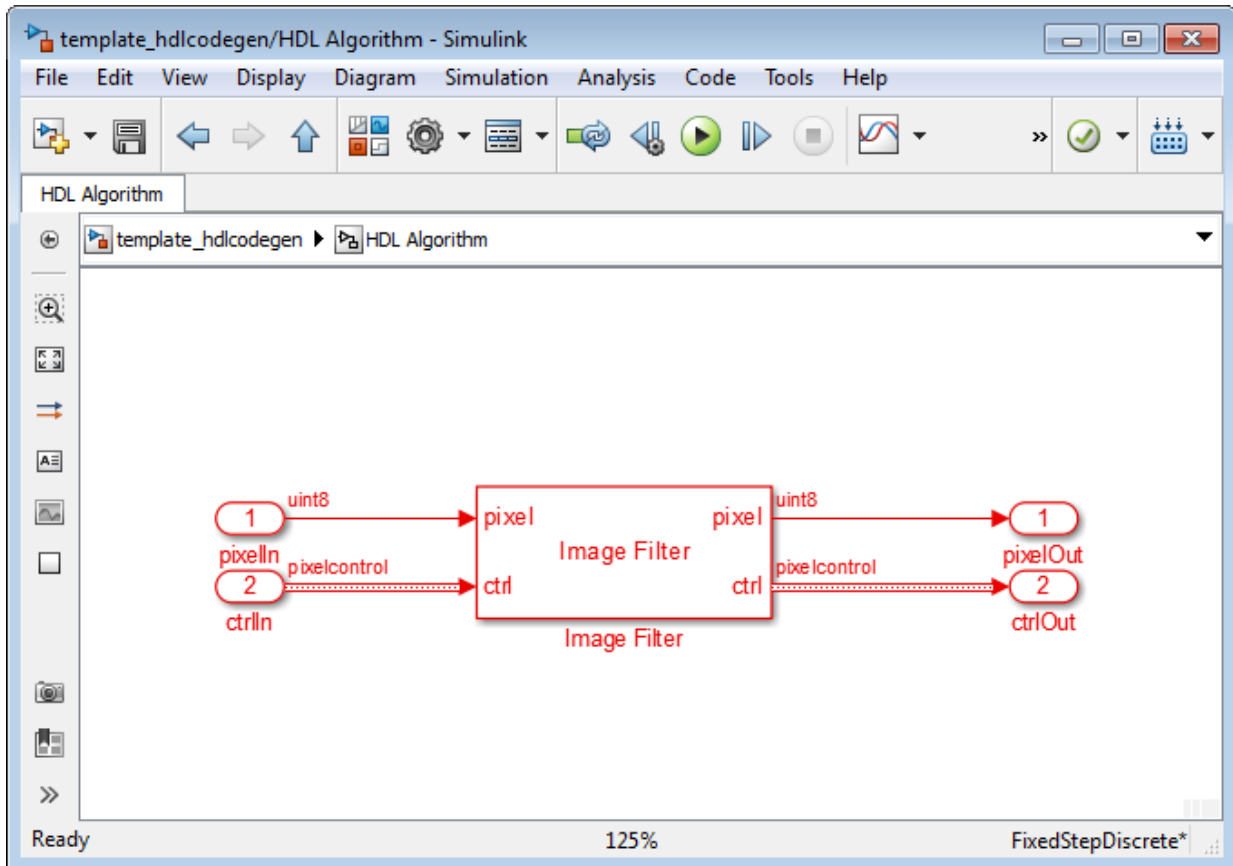 template_hdlcodegen/HDL Algorithm - Simulink
File Edit View Display Diagram Simulation Analysis Code Tools Help
HDL Algorithm
template_hdlcodegen HDL Algorithm
uint8
1
pixelIn
pixelcontrol
2
ctrlIn
pixel
pixel
Image Filter
ctrl
ctrl
Image Filter
uint8
1
pixelOut
pixelcontrol
2
ctrlOut
Ready 125% FixedStepDiscrete*